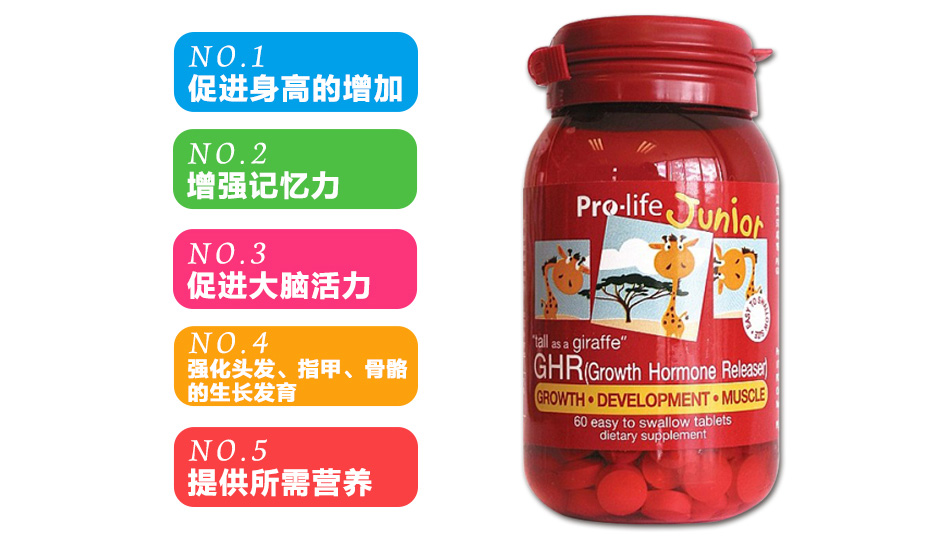 NO.1
促进身高的增加
NO.2
增强记忆力
NO.3
促进大脑活力
NO.4
强化头发、指甲、骨骼
的生长发育
NO.5
提供所需营养
Pro-life Junior
EASY TO SWALLOW
"tall as a giraffe"
GHR(Growth Hormone Releaser)
GROWTH • DEVELOPMENT • MUSCLE
60 easy to swallow tablets
dietary supplement